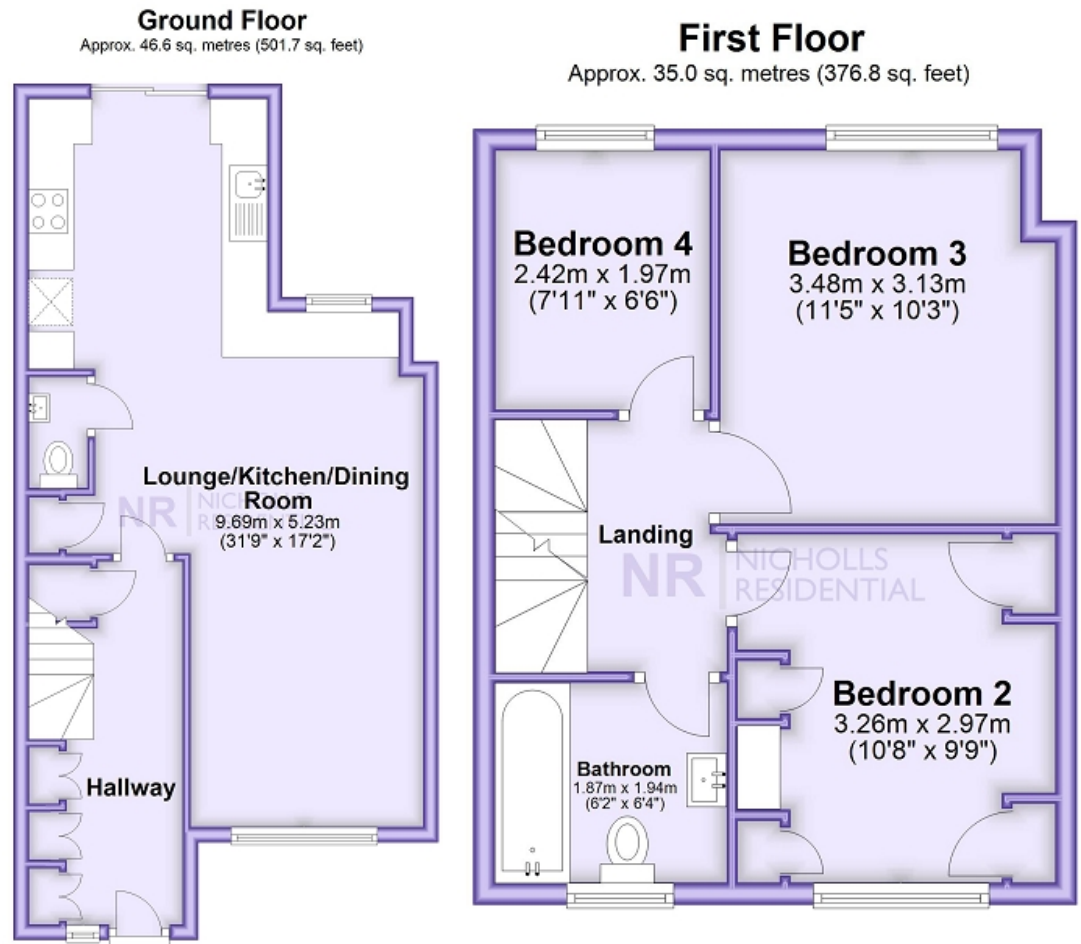 Ground Floor
Approx. 46.6 sq. metres (501.7 sq. feet)
Lounge/Kitchen/Dining
Room
9.69m x 5.23m
(31'9" x 17'2")
NR NICHOLLS
RESIDENTIAL
Hallway
First Floor
Approx. 35.0 sq. metres (376.8 sq. feet)
Bedroom 4
2.42m x 1.97m
(7'11" x 6'6")
Bedroom 3
3.48m x 3.13m
(11'5" x 10'3")
Landing
NR NICHOLLS
RESIDENTIAL
Bedroom 2
3.26m x 2.97m
(10'8" x 9'9")
Bathroom
1.87m x 1.94m
(6'2" x 6'4")